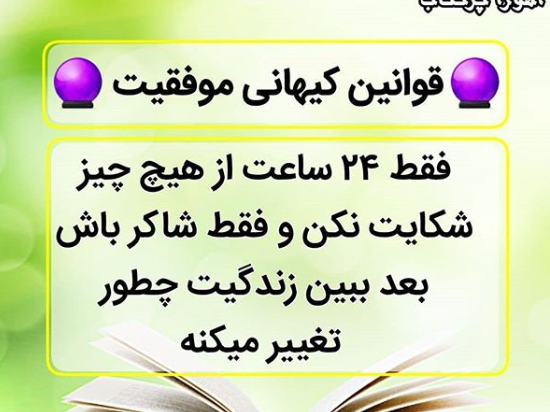 🔮 قوانین کیهانی موفقیت 🔮
فقط ۲۴ ساعت از هیچ چیز
شکایت نکن و فقط شاکر باش
بعد ببین زندگیت چطور
تغییر میکنه